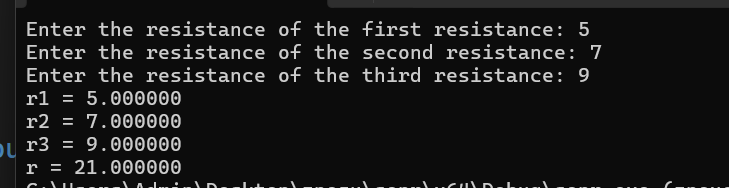 Enter the resistance of the first resistance: 5
Enter the resistance of the second resistance: 7
Enter the resistance of the third resistance: 9
r1 = 5.000000
r2 = 7.000000
r3 = 9.000000
r = 21.000000